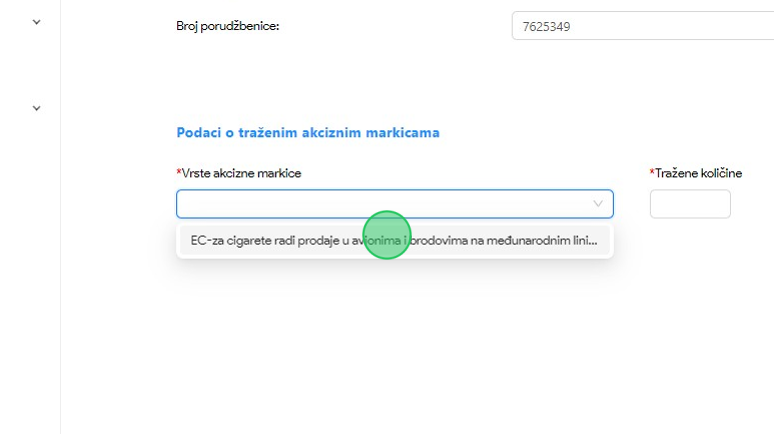 Broj porudžbenice:
7625349
Podaci o traženim akciznim markicama
*Vrste akcizne markice
*Tražene količine
EC-za cigarete radi prodaje u avionima i brodovima na međunarodnim lini...